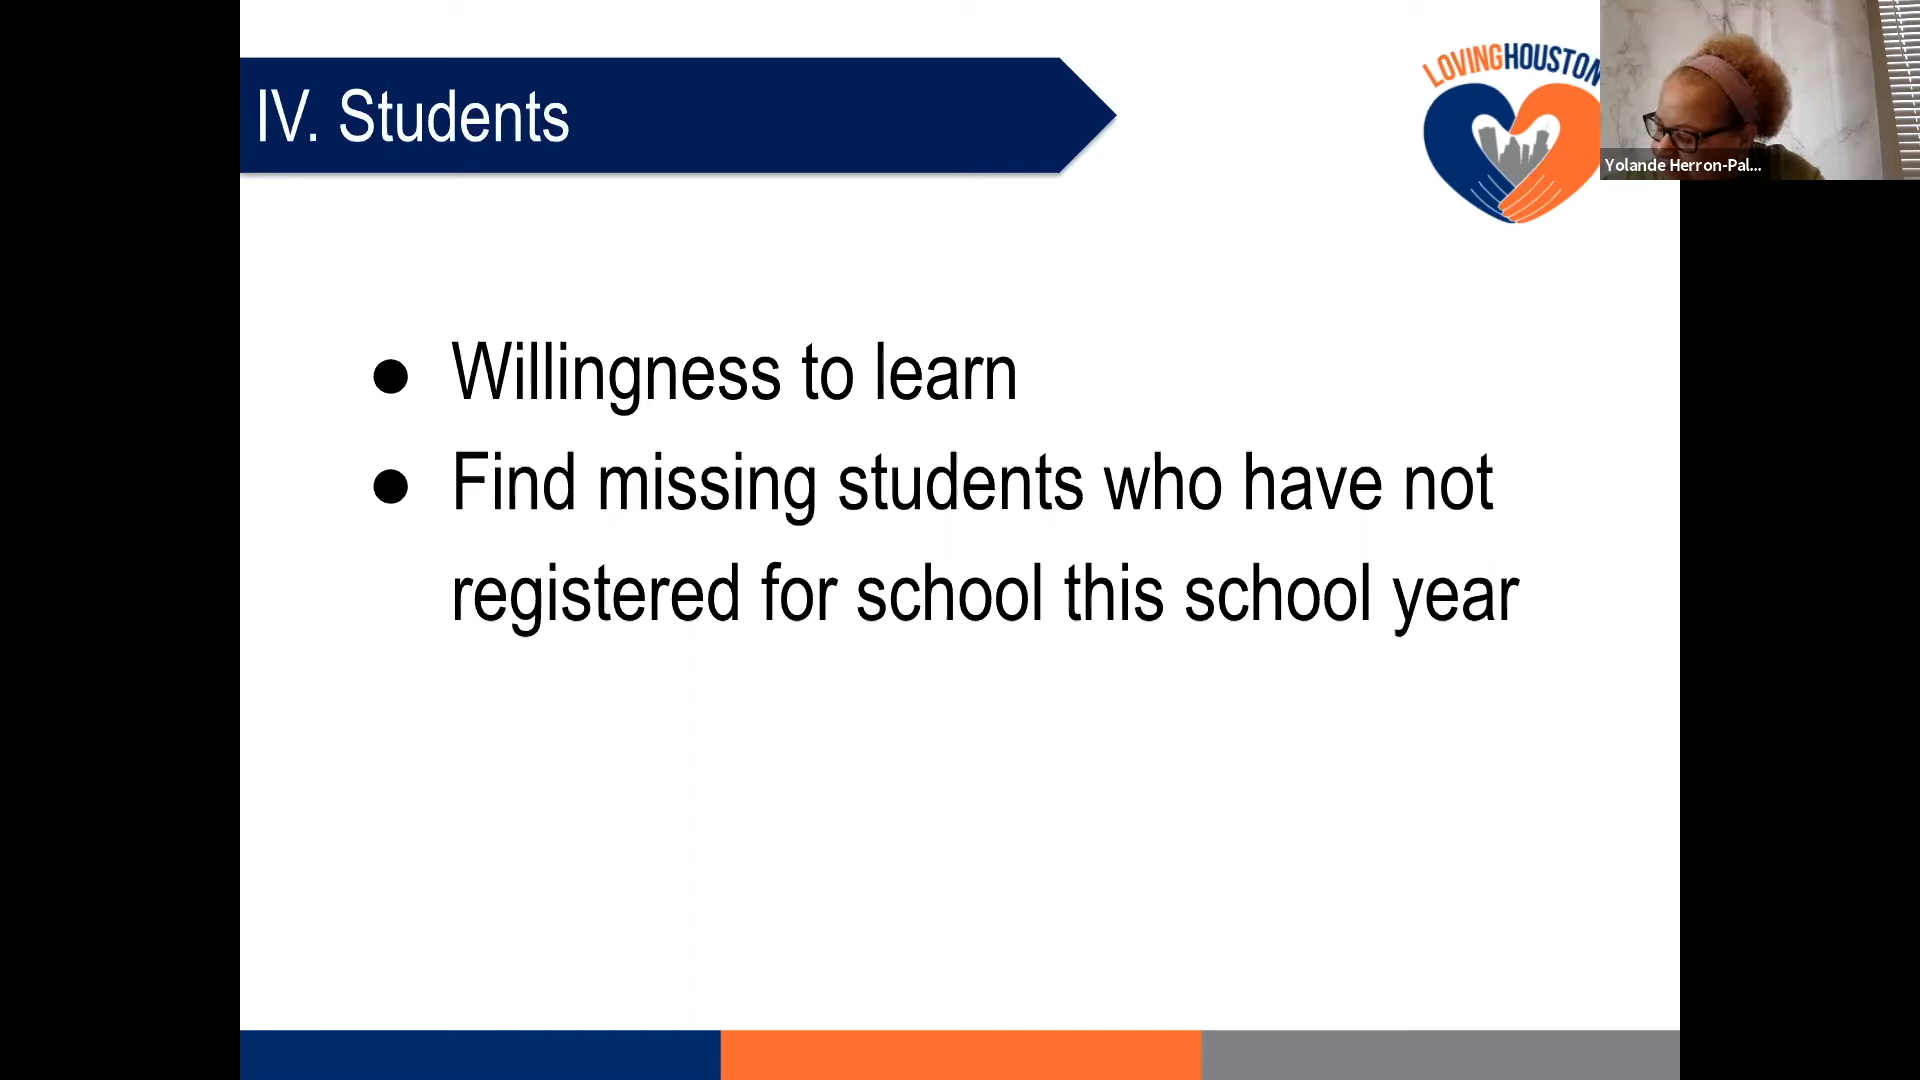 IV. Students
LOVINGHOUSTON
Yolande Herron-Pal...
● Willingness to learn
● Find missing students who have not
registered for school this school year